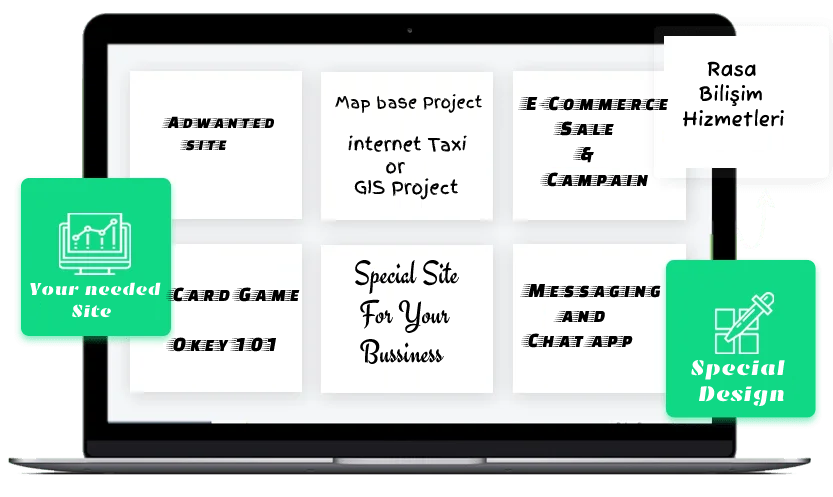 Adwanted
site
Map base Project
internet Taxi
or
GIS Project
E-Commerce
Sale
&
Campain
Rasa
Bilişim
Hizmetleri
Your needed
Site
Card Game
Okey 101
Special Site
For Your
Bussiness
Messaging
and
Chat app
Special
Design